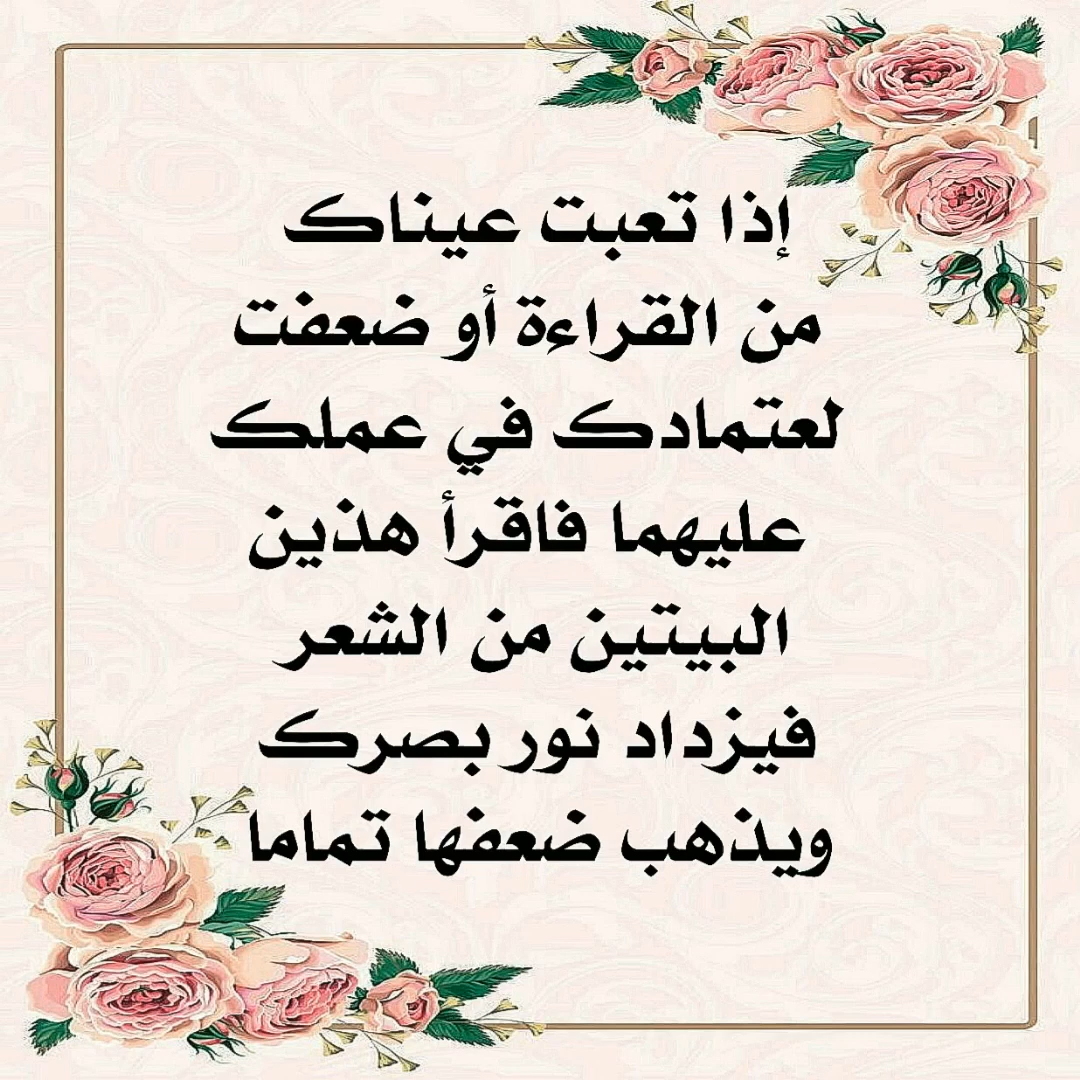 إذا تعبت عيناك
من القراءة أو ضعفت
لعتمادك في عملك
عليهما فاقرأ هذين
البيتين من الشعر
فيزداد نور بصرك
ويذهب ضعفها تماما